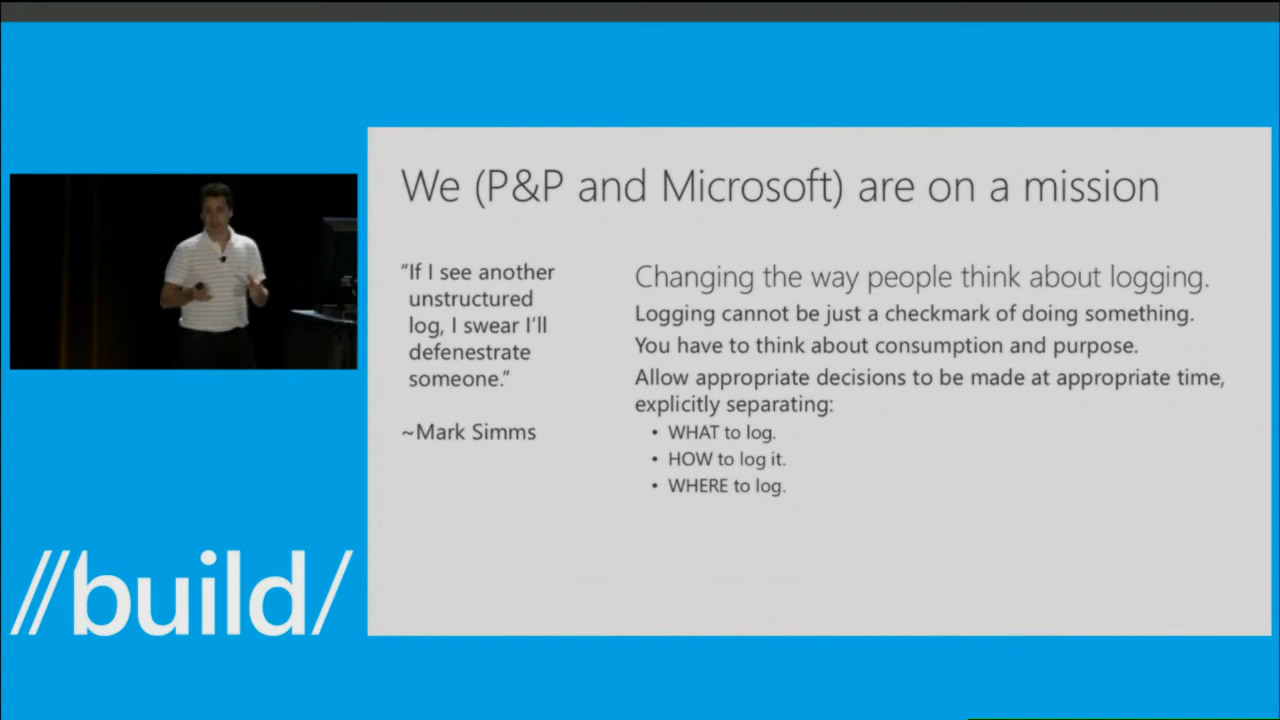 We (P&P and Microsoft) are on a mission
“If I see another
unstructured
log, I swear I’ll
defenestrate
someone.”
~Mark Simms
Changing the way people think about logging.
Logging cannot be just a checkmark of doing something.
You have to think about consumption and purpose.
Allow appropriate decisions to be made at appropriate time,
explicitly separating:
• WHAT to log.
• HOW to log it.
• WHERE to log.
//build/